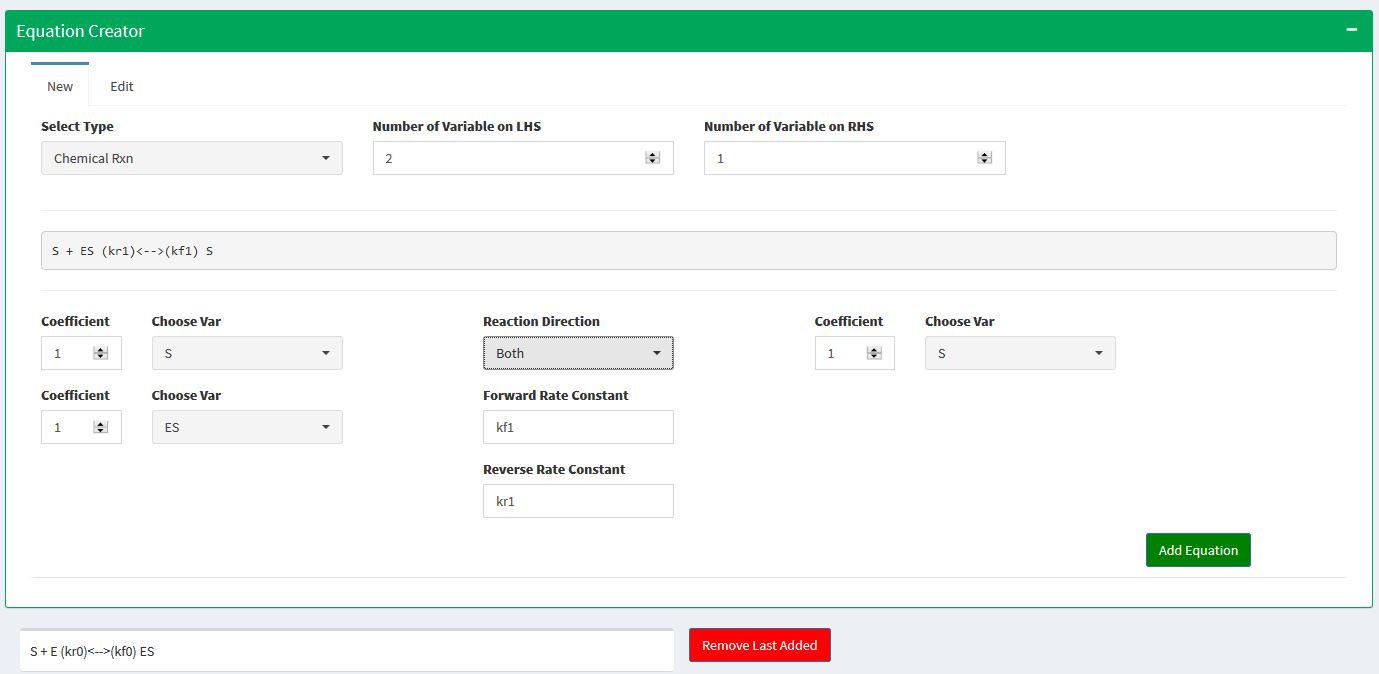 Equation Creator
New Edit
Select Type Number of Variable on LHS Number of Variable on RHS
Chemical Rxn 2 1
S + ES (kr1)<-->(kf1) S
Coefficient Choose Var Reaction Direction Coefficient Choose Var
1 S Both 1 S
Coefficient Choose Var Forward Rate Constant
1 ES kf1
Reverse Rate Constant
kr1
Add Equation
S + E (kr0)<-->(kf0) ES Remove Last Added